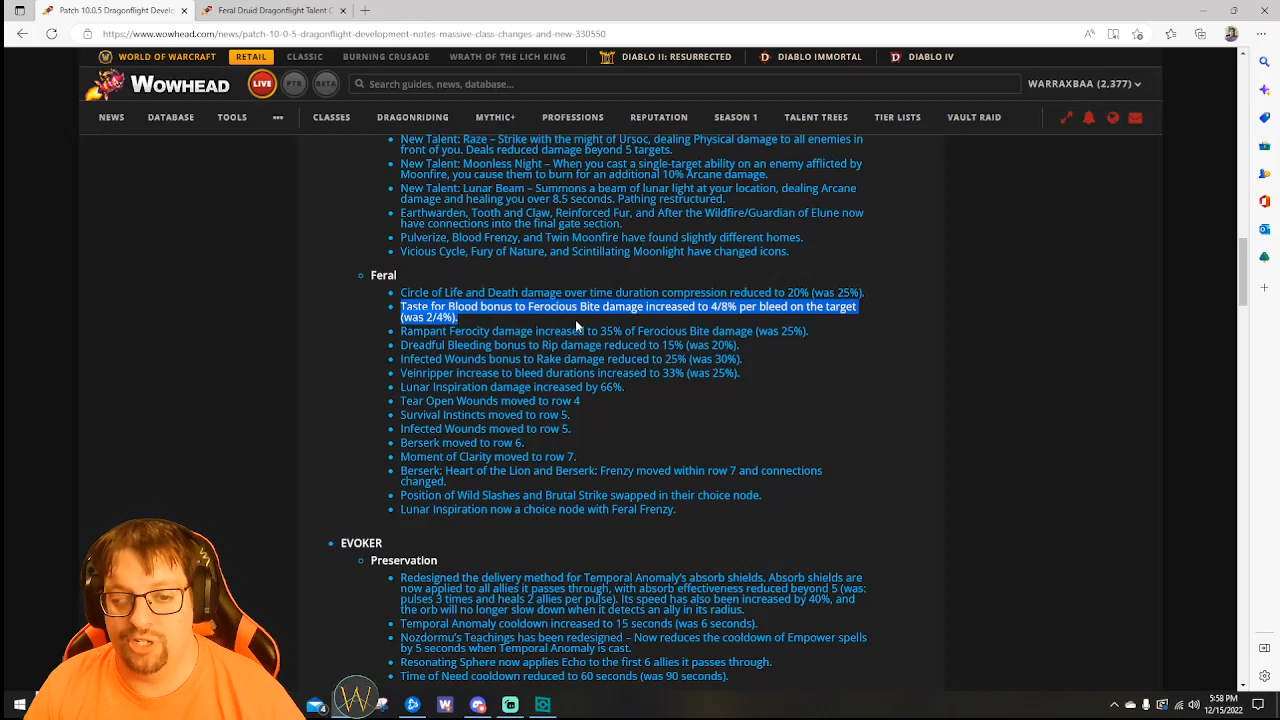 Patch 10.0.5 Dragonflight Develop
Feral Druid Dragonflight Talent C
https://www.wowhead.com/news/patch-10-0-5-dragonflight-development-notes-massive-class-changes-and-new-330550
WORLD OF WARCRAFT RETAIL CLASSIC BURNING CRUSADE WRATH OF THE LICH KING DIABLO II: RESURRECTED DIABLO IMMORTAL DIABLO IV
WOWHEAD LIVE PTR BETA Search guides, news, database... WARRAXBAA (2,377)
NEWS DATABASE TOOLS ••• CLASSES DRAGONRIDING MYTHIC+ PROFESSIONS REPUTATION SEASON 1 TALENT TREES TIER LISTS VAULT RAID
New Talent: Raze – Strike with the might of Ursoc, dealing Physical damage to all enemies in
front of you. Deals reduced damage beyond 5 targets.
New Talent: Moonless Night – When you cast a single-target ability on an enemy afflicted by
Moonfire, you cause them to burn for an additional 10% Arcane damage.
New Talent: Lunar Beam – Summons a beam of lunar light at your location, dealing Arcane
damage and healing you over 8.5 seconds. Pathing restructured.
Earthwarden, Tooth and Claw, Reinforced Fur, and After the Wildfire/Guardian of Elune now
have connections into the final gate section.
Pulverize, Blood Frenzy, and Twin Moonfire have found slightly different homes.
Vicious Cycle, Fury of Nature, and Scintillating Moonlight have changed icons.
Feral
Circle of Life and Death damage over time duration compression reduced to 20% (was 25%).
Taste for Blood bonus to Ferocious Bite damage increased to 4/8% per bleed on the target
(was 2/4%).
Rampant Ferocity damage increased to 35% of Ferocious Bite damage (was 25%).
Dreadful Bleeding bonus to Rip damage reduced to 15% (was 20%).
Infected Wounds bonus to Rake damage reduced to 25% (was 30%).
Veinripper increase to bleed durations increased to 33% (was 25%).
Lunar Inspiration damage increased by 66%.
Tear Open Wounds moved to row 4
Survival Instincts moved to row 5.
Infected Wounds moved to row 5.
Berserk moved to row 6.
Moment of Clarity moved to row 7.
Berserk: Heart of the Lion and Berserk: Frenzy moved within row 7 and connections
changed.
Position of Wild Slashes and Brutal Strike swapped in their choice node.
Lunar Inspiration now a choice node with Feral Frenzy.
EVOKER
Preservation
Redesigned the delivery method for Temporal Anomaly's absorb shields. Absorb shields are
now applied to all allies it passes through, with absorb effectiveness reduced beyond 5 (was:
pulses 3 times and heals 2 allies per pulse). Its speed has also been increased by 40%, and
the orb will no longer slow down when it detects an ally in its radius.
Temporal Anomaly cooldown increased to 15 seconds (was 6 seconds).
Nozdormu's Teachings has been redesigned – Now reduces the cooldown of Empower spells
by 5 seconds when Temporal Anomaly is cast.
Resonating Sphere now applies Echo to the first 6 allies it passes through.
Time of Need cooldown reduced to 60 seconds (was 90 seconds).
5:58 PM
12/15/2022